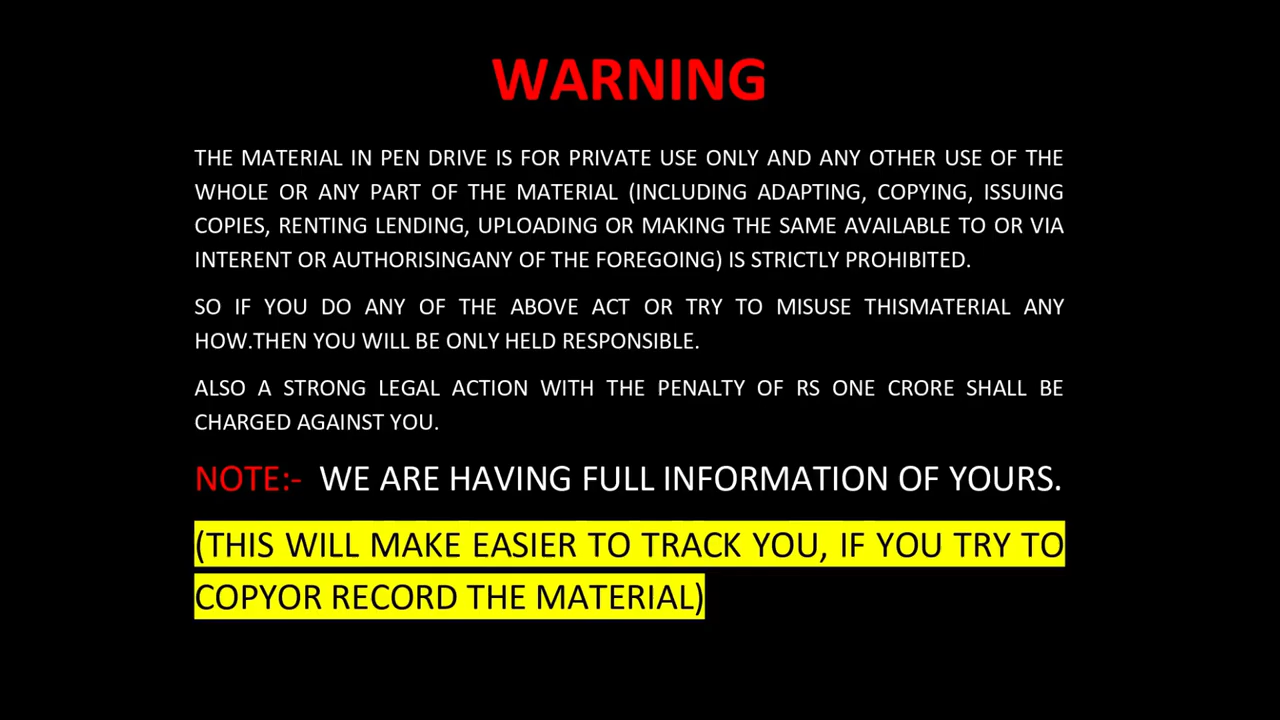 WARNING
THE MATERIAL IN PEN DRIVE IS FOR PRIVATE USE ONLY AND ANY OTHER USE OF THE
WHOLE OR ANY PART OF THE MATERIAL (INCLUDING ADAPTING, COPYING, ISSUING
COPIES, RENTING LENDING, UPLOADING OR MAKING THE SAME AVAILABLE TO OR VIA
INTERENT OR AUTHORISINGANY OF THE FOREGOING) IS STRICTLY PROHIBITED.
SO IF YOU DO ANY OF THE ABOVE ACT OR TRY TO MISUSE THISMATERIAL ANY
HOW.THEN YOU WILL BE ONLY HELD RESPONSIBLE.
ALSO A STRONG LEGAL ACTION WITH THE PENALTY OF RS ONE CRORE SHALL BE
CHARGED AGAINST YOU.
NOTE:- WE ARE HAVING FULL INFORMATION OF YOURS.
(THIS WILL MAKE EASIER TO TRACK YOU, IF YOU TRY TO
COPYOR RECORD THE MATERIAL)